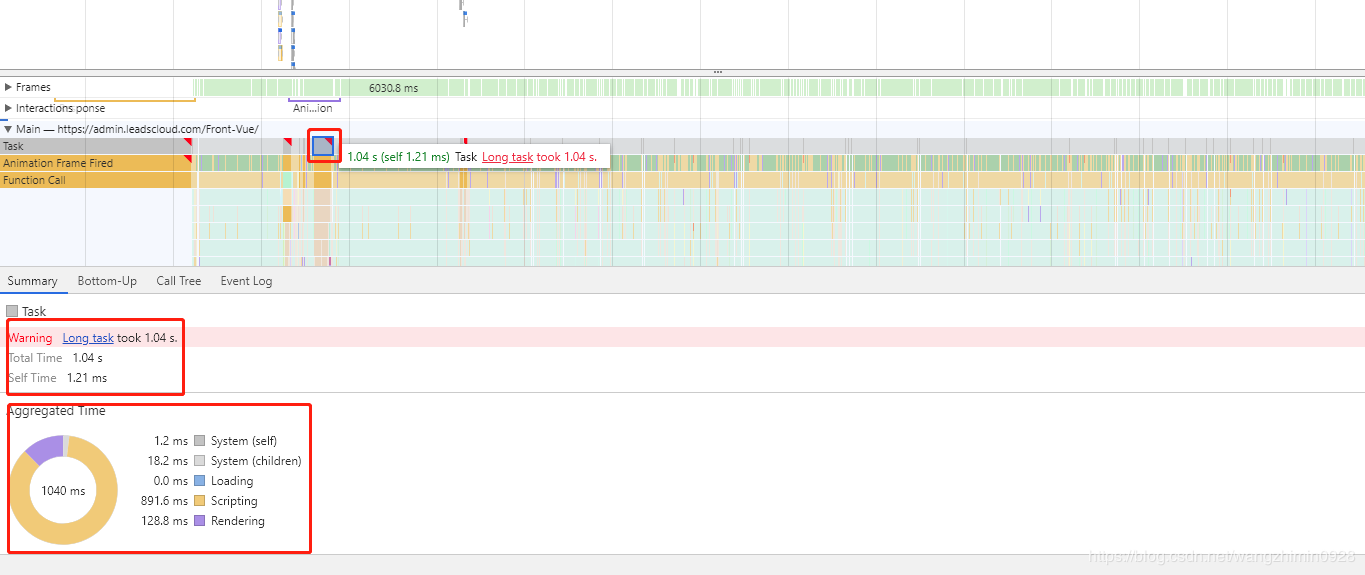 ...
Frames
6030.8 ms
Interactions ponse
Ani...ion
Main — https://admin.leadscloud.com/Front-Vue/
Task
1.04 s (self 1.21 ms) Task Long task took 1.04 s.
Animation Frame Fired
Function Call
Summary Bottom-Up Call Tree Event Log
Task
Warning Long task took 1.04 s.
Total Time 1.04 s
Self Time 1.21 ms
Aggregated Time
1040 ms
1.2 ms System (self)
18.2 ms System (children)
0.0 ms Loading
891.6 ms Scripting
128.8 ms Rendering
https://blog.csdn.net/wangzhimin0928